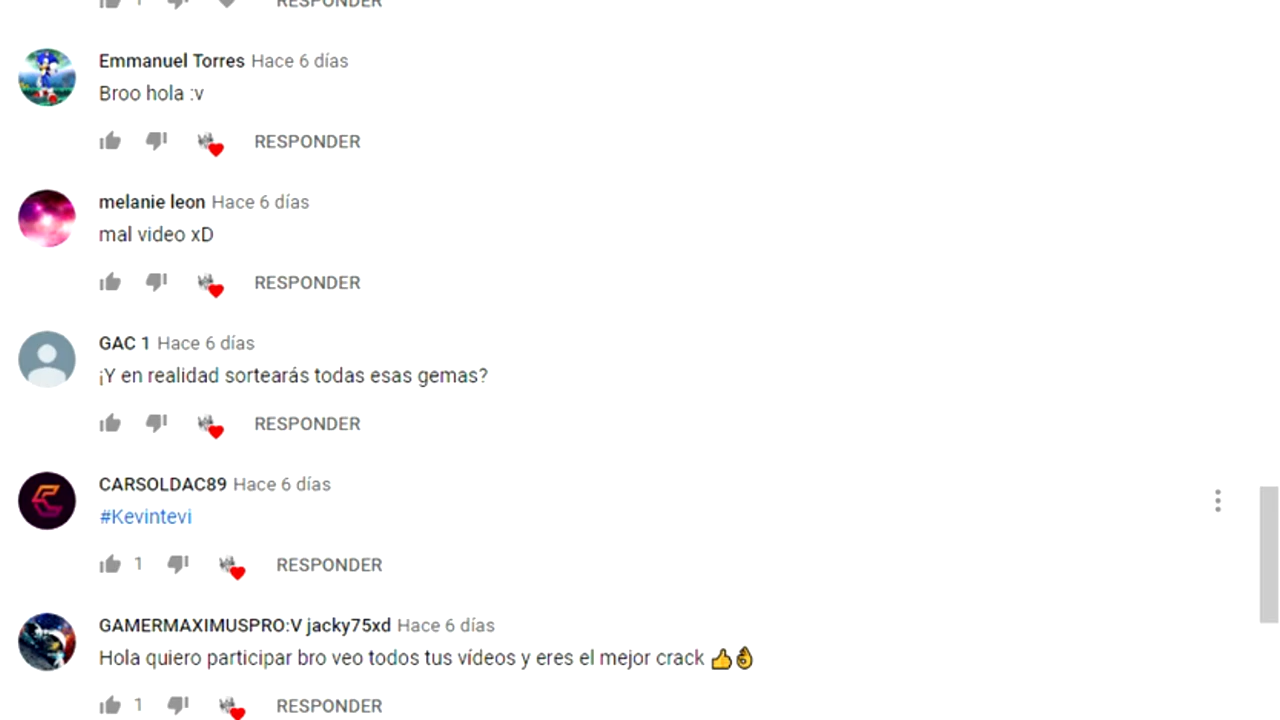 1 RESPONDER
Emmanuel Torres Hace 6 días
Broo hola :v
RESPONDER
melanie leon Hace 6 días
mal video xD
RESPONDER
GAC 1 Hace 6 días
¡Y en realidad sortearás todas esas gemas?
RESPONDER
CARSOLDAC89 Hace 6 días
#Kevintevi
1 RESPONDER
GAMERMAXIMUSPRO:V jacky75xd Hace 6 días
Hola quiero participar bro veo todos tus vídeos y eres el mejor crack 👍👌
1 RESPONDER